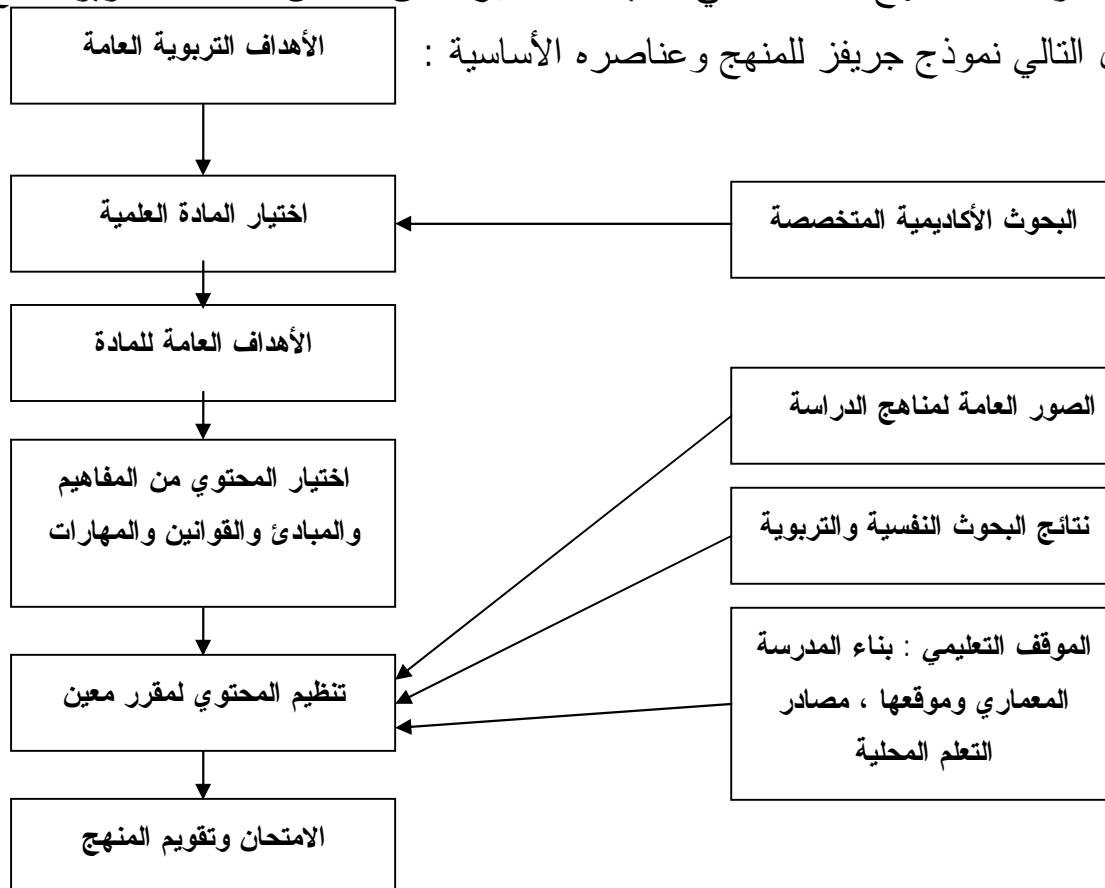 التالي نموذج جريفز للمنهج وعناصره الأساسية :
الأهداف التربوية العامة
اختيار المادة العلمية
البحوث الأكاديمية المتخصصة
الأهداف العامة للمادة
الصور العامة لمناهج الدراسة
اختيار المحتوي من المفاهيم
والمبادئ والقوانين والمهارات
نتائج البحوث النفسية والتربوية
الموقف التعليمي : بناء المدرسة
المعماري وموقعها ، مصادر
التعلم المحلية
تنظيم المحتوي لمقرر معين
الامتحان وتقويم المنهج